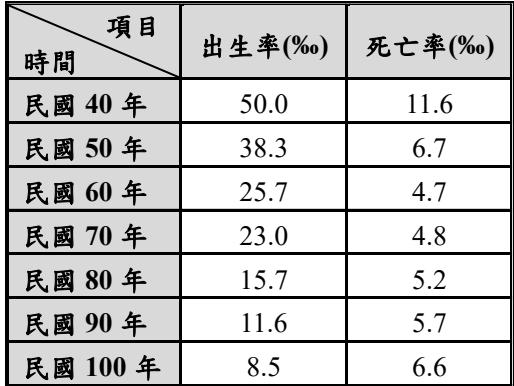 項目
時間
出生率(‰) 死亡率(‰)
民國 40 年 50.0 11.6
民國 50 年 38.3 6.7
民國 60 年 25.7 4.7
民國 70 年 23.0 4.8
民國 80 年 15.7 5.2
民國 90 年 11.6 5.7
民國 100 年 8.5 6.6